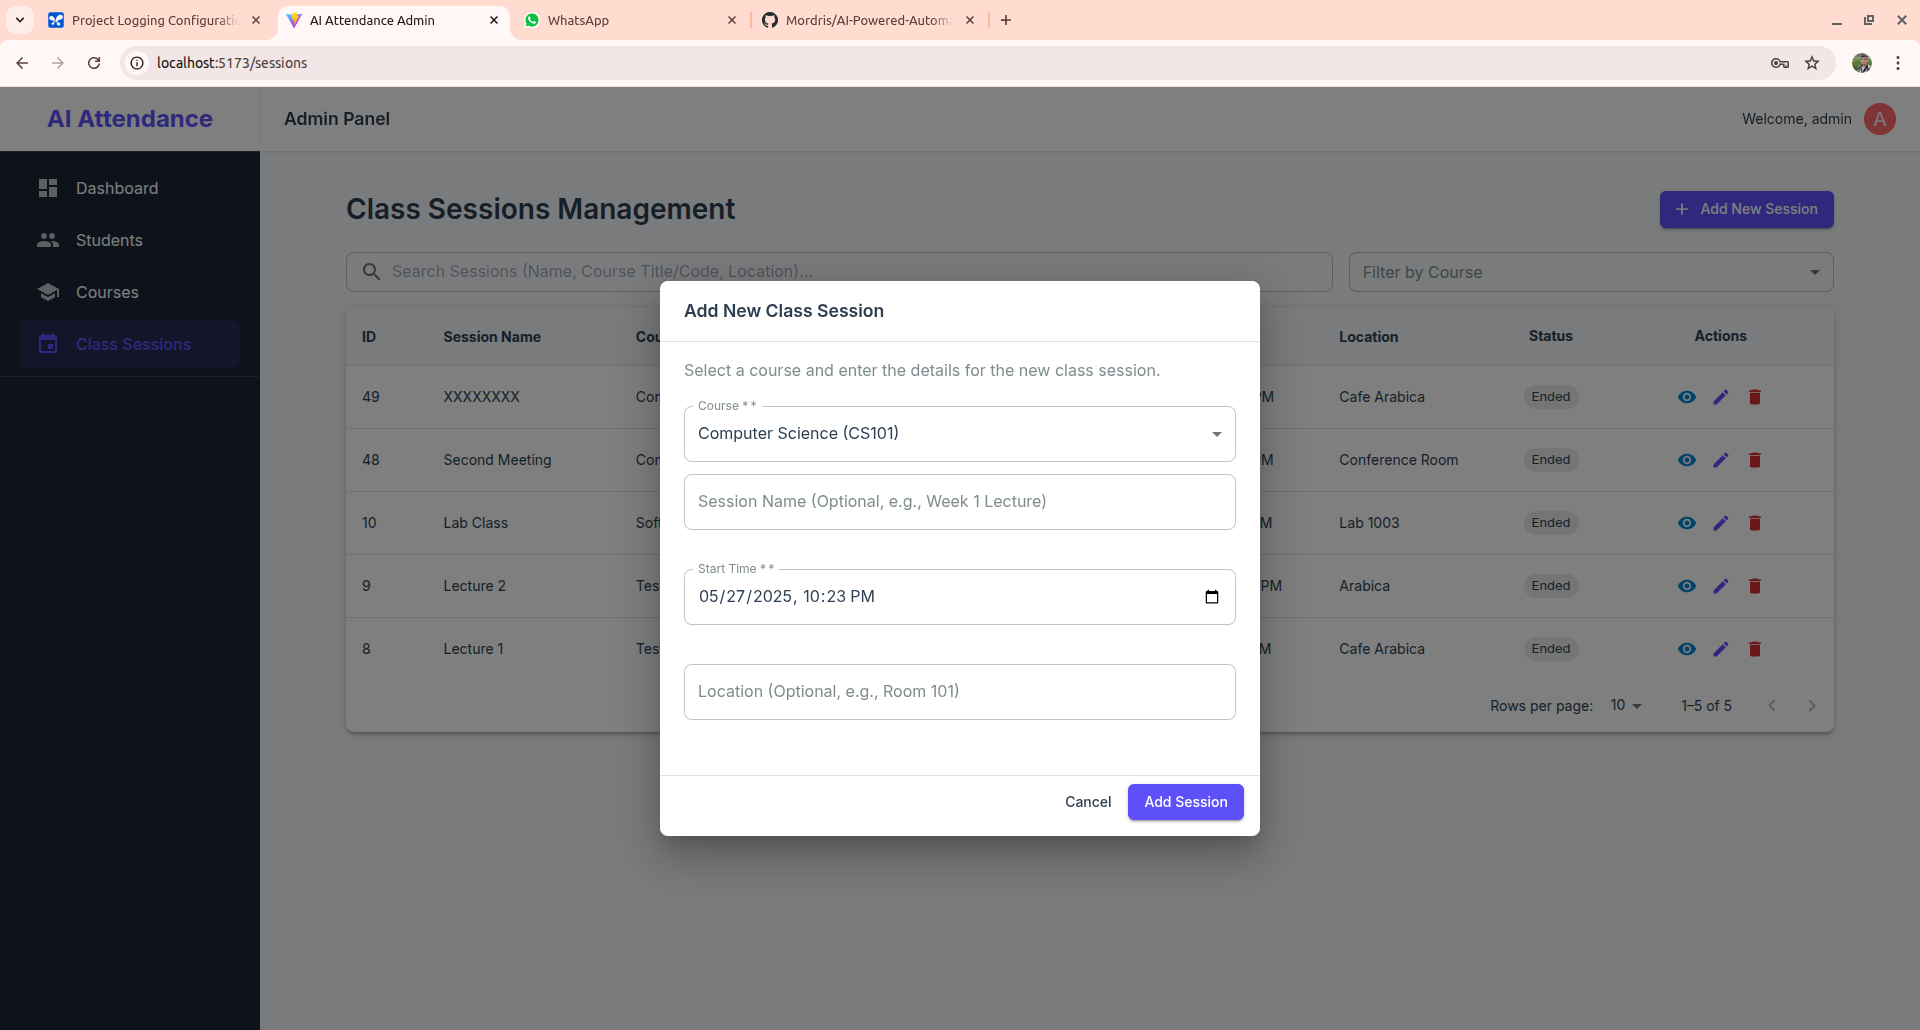 Project Logging Configurati
AI Attendance Admin
WhatsApp
Mordris/AI-Powered-Autom
localhost:5173/sessions
AI Attendance
Admin Panel
Welcome, admin
A
Dashboard
Students
Courses
Class Sessions
Class Sessions Management
Add New Session
Search Sessions (Name, Course Title/Code, Location)...
Filter by Course
ID Session Name Cou Location Status Actions
49 XXXXXXXX Con PM Cafe Arabica Ended
48 Second Meeting Con M Conference Room Ended
10 Lab Class Soft M Lab 1003 Ended
9 Lecture 2 Tes PM Arabica Ended
8 Lecture 1 Tes M Cafe Arabica Ended
Rows per page: 10 1–5 of 5
Add New Class Session
Select a course and enter the details for the new class session.
Course * *
Computer Science (CS101)
Session Name (Optional, e.g., Week 1 Lecture)
Start Time * *
05/27/2025, 10:23 PM
Location (Optional, e.g., Room 101)
Cancel
Add Session